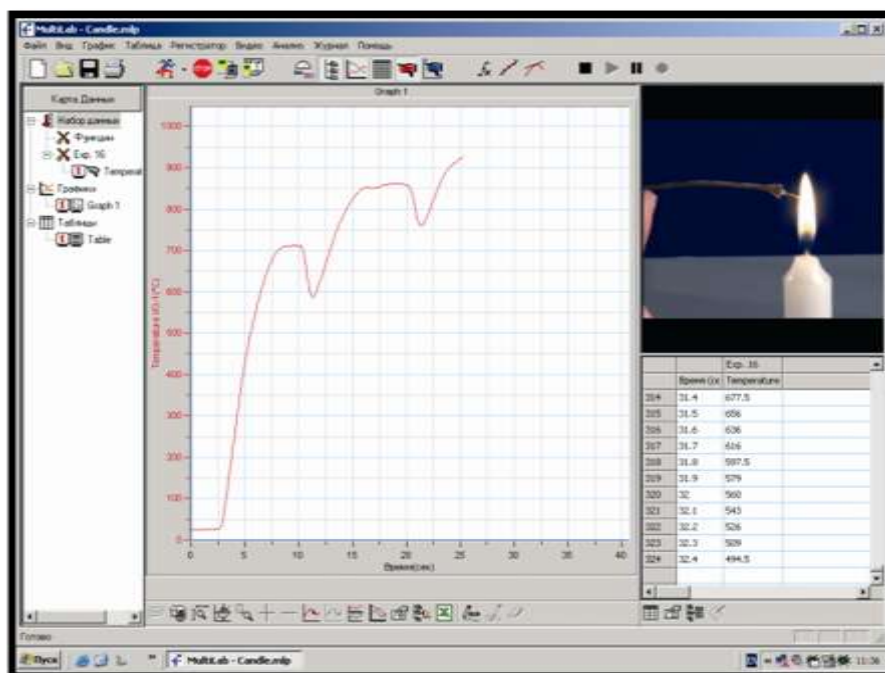 MultiLab - Candle.mlp
Файл Вид График Таблица Регистратор Видео Анализ Журнал Помощь
Карта Данных
Набор данных
Функции
Exp. 16
Temperat
Графики
Graph 1
Таблицы
Table
Graph 1
1000
900
800
700
600
500
400
300
200
100
0
0 5 10 15 20 25 30 35 40
Время(сек)
Exp. 16
Temperature
314 31.4 677.5
315 31.5 656
316 31.6 636
317 31.7 616
318 31.8 597.5
319 31.9 579
320 32 560
321 32.1 543
322 32.2 526
323 32.3 509
324 32.4 494.5
Готово
Пуск
MultiLab - Candle.mlp
11:36